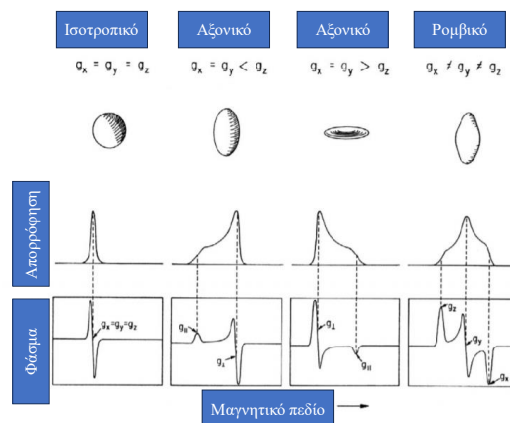 Ισοτροπικό
Αξονικό
Αξονικό
Ρομβικό
gx = gy = gz
gx = gy < gz
gx = gy > gz
gx ≠ gy ≠ gz
Απορρόφηση
Φάσμα
gx=gy=gz
g||
g⊥
g⊥
g||
gz
gy
gx
Μαγνητικό πεδίο